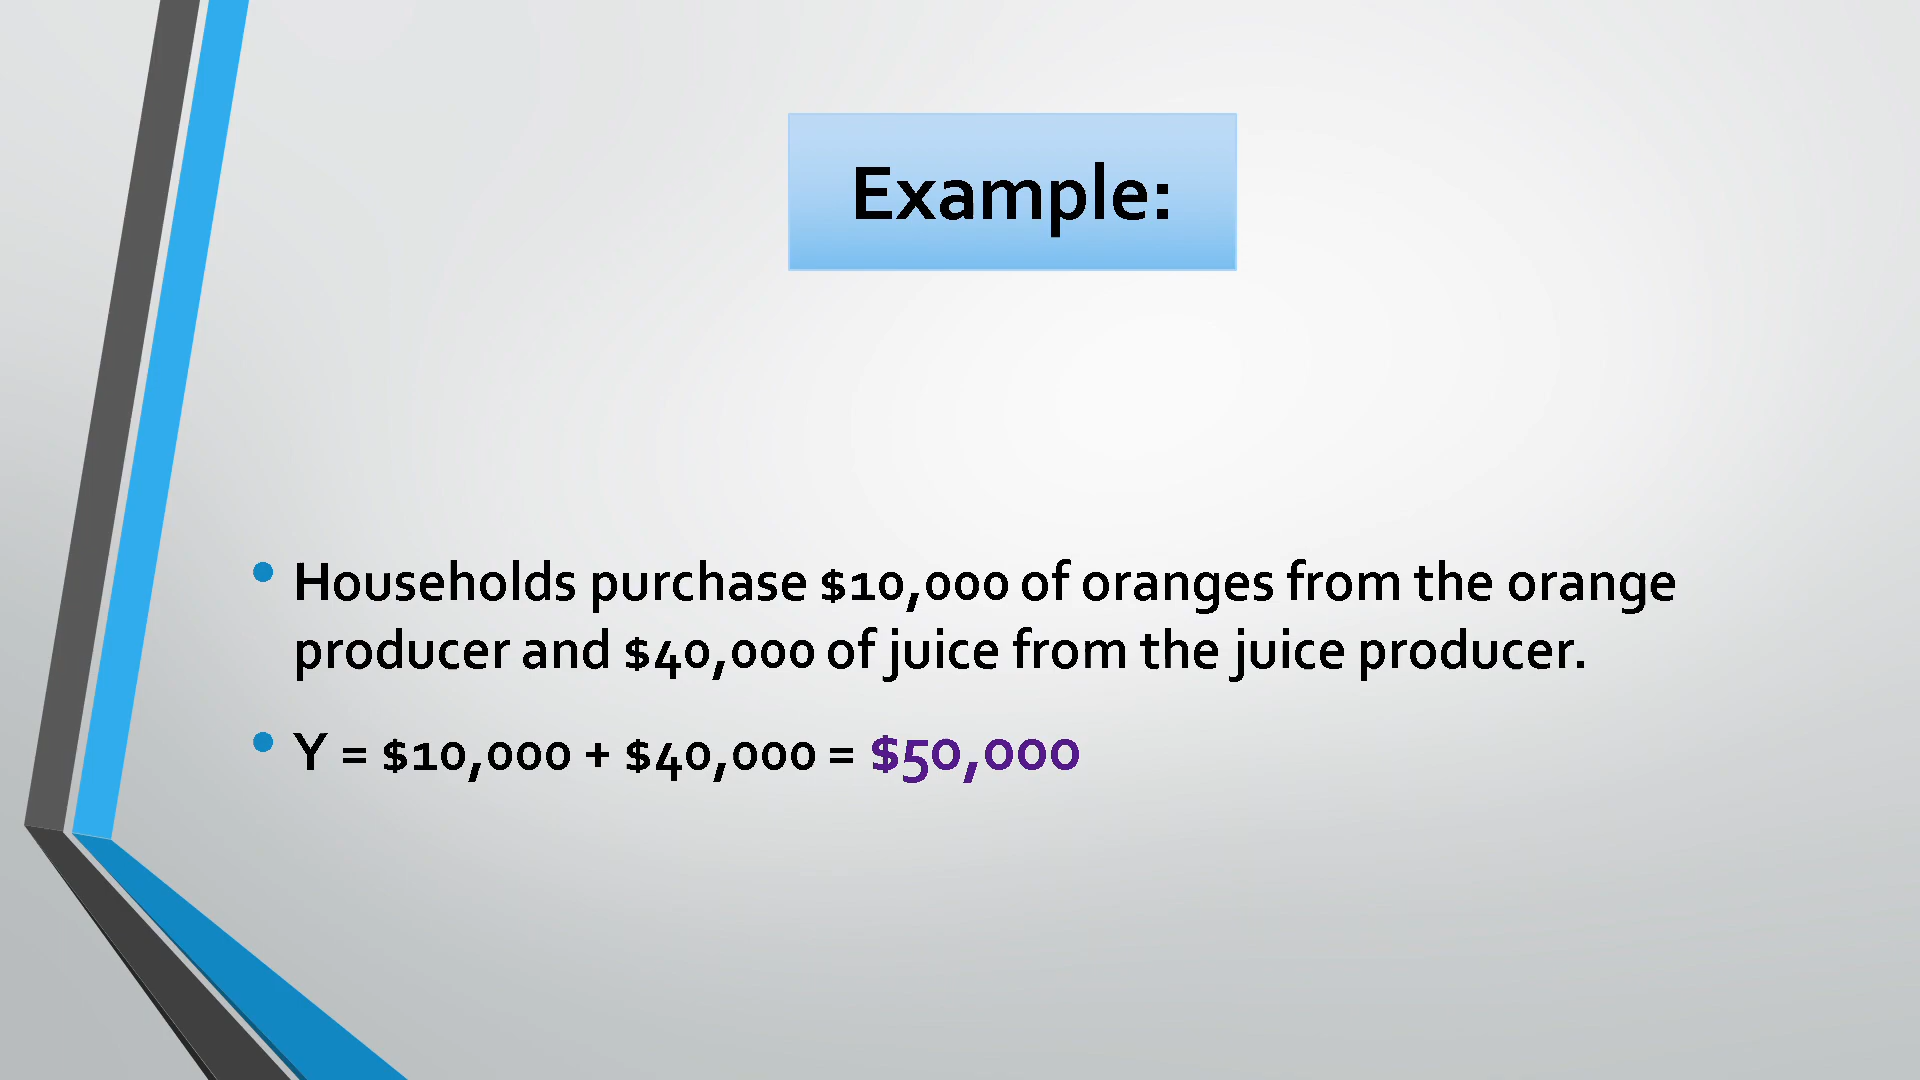 Example:
• Households purchase $10,000 of oranges from the orange
producer and $40,000 of juice from the juice producer.
• Y = $10,000 + $40,000 = $50,000